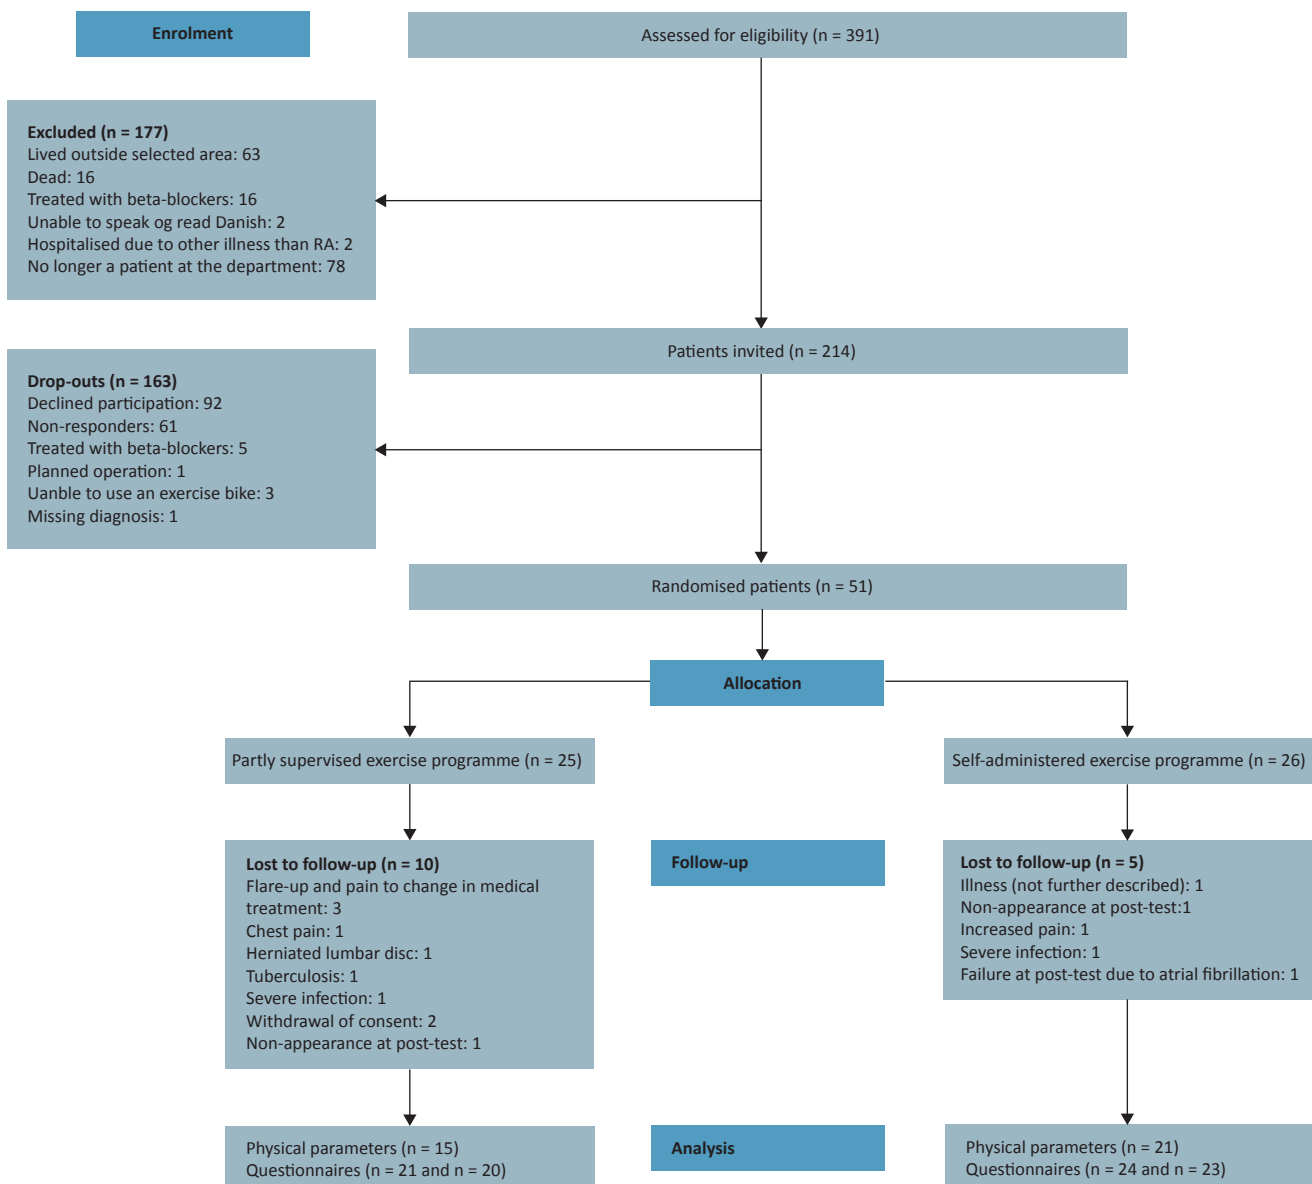 Enrolment
Assessed for eligibility (n = 391)
Excluded (n = 177)
Lived outside selected area: 63
Dead: 16
Treated with beta-blockers: 16
Unable to speak og read Danish: 2
Hospitalised due to other illness than RA: 2
No longer a patient at the department: 78
Patients invited (n = 214)
Drop-outs (n = 163)
Declined participation: 92
Non-responders: 61
Treated with beta-blockers: 5
Planned operation: 1
Uanble to use an exercise bike: 3
Missing diagnosis: 1
Randomised patients (n = 51)
Allocation
Partly supervised exercise programme (n = 25)
Self-administered exercise programme (n = 26)
Lost to follow-up (n = 10)
Flare-up and pain to change in medical
treatment: 3
Chest pain: 1
Herniated lumbar disc: 1
Tuberculosis: 1
Severe infection: 1
Withdrawal of consent: 2
Non-appearance at post-test: 1
Follow-up
Lost to follow-up (n = 5)
Illness (not further described): 1
Non-appearance at post-test:1
Increased pain: 1
Severe infection: 1
Failure at post-test due to atrial fibrillation: 1
Physical parameters (n = 15)
Questionnaires (n = 21 and n = 20)
Analysis
Physical parameters (n = 21)
Questionnaires (n = 24 and n = 23)